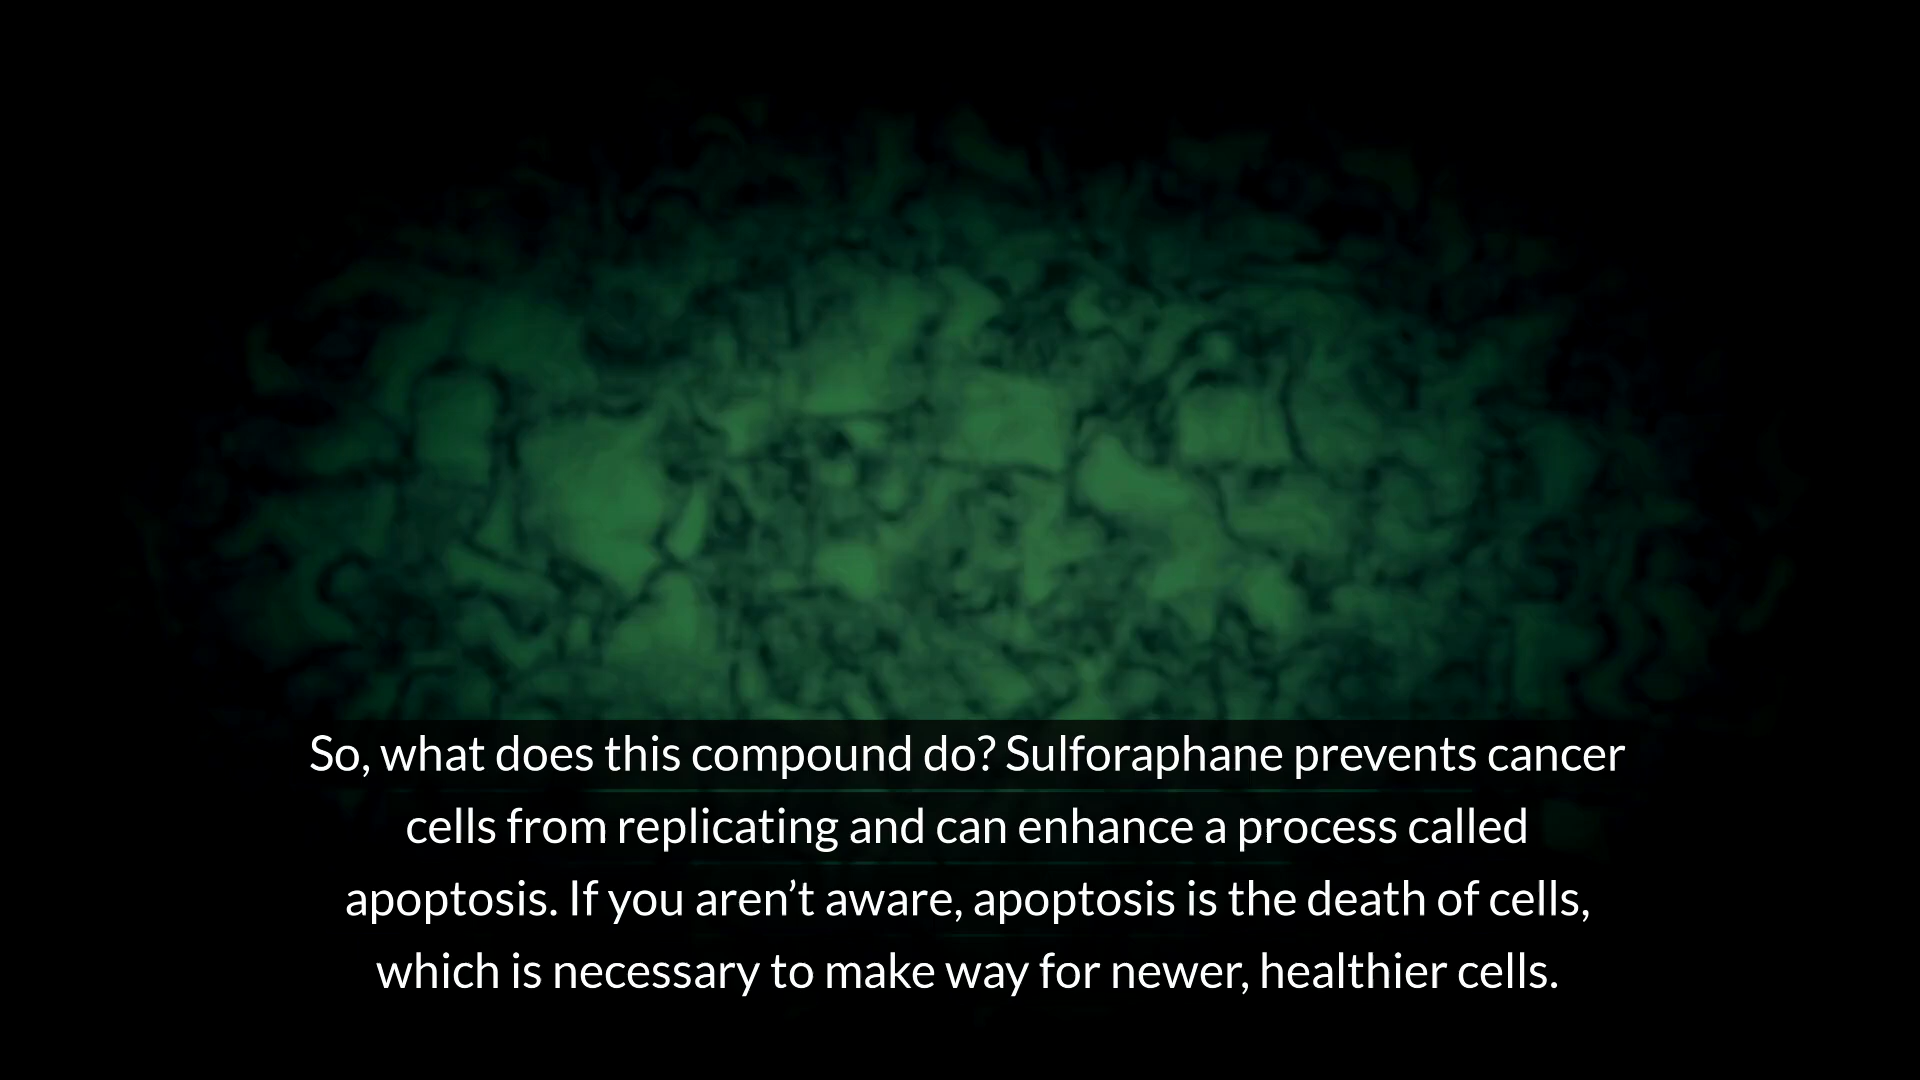 So, what does this compound do? Sulforaphane prevents cancer
cells from replicating and can enhance a process called
apoptosis. If you aren’t aware, apoptosis is the death of cells,
which is necessary to make way for newer, healthier cells.